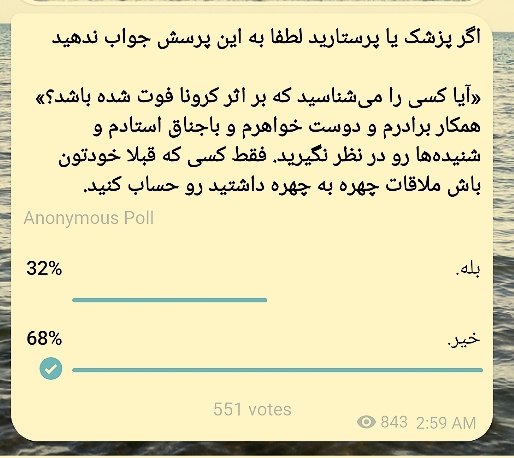 اگر پزشک یا پرستارید لطفا به این پرسش جواب ندهید
«آیا کسی را می‌شناسید که بر اثر کرونا فوت شده باشد؟»
همکار برادرم و دوست خواهرم و باجناق استادم و
شنیده‌ها رو در نظر نگیرید. فقط کسی که قبلا خودتون
باش ملاقات چهره به چهره داشتید رو حساب کنید.
Anonymous Poll
32% بله.
68% خیر.
551 votes
843 2:59 AM